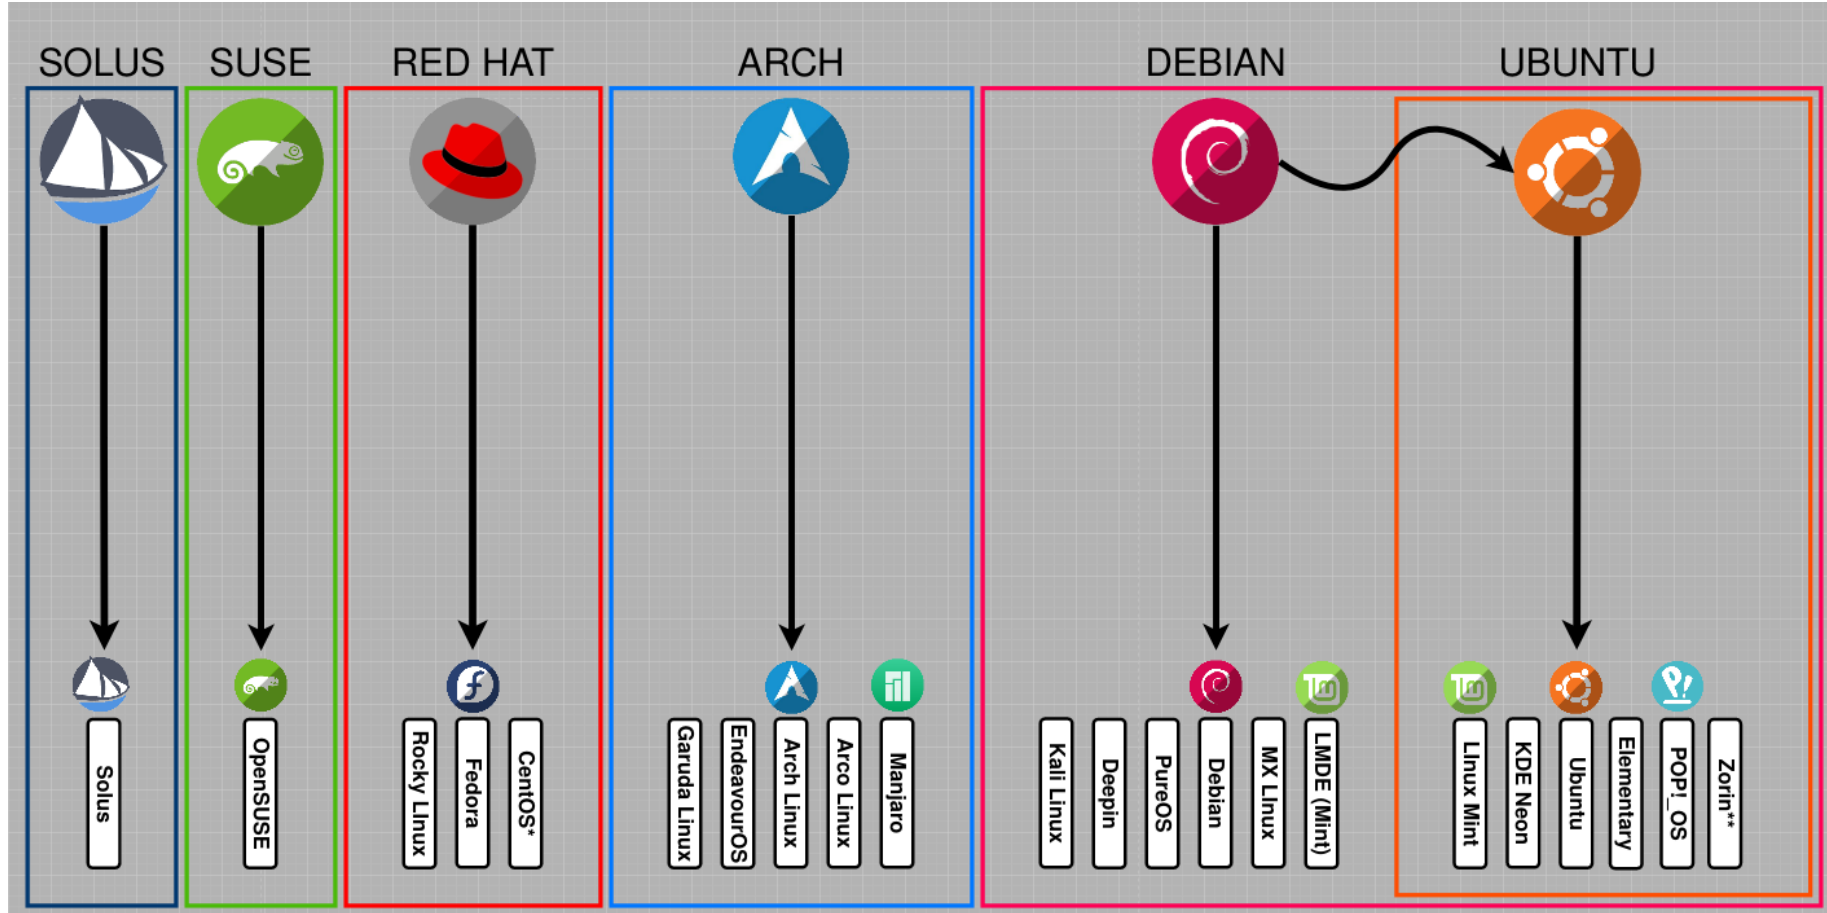 SOLUS
SUSE
RED HAT
ARCH
DEBIAN
UBUNTU
Solus
OpenSUSE
Rocky LInux
Fedora
CentOS*
Garuda LInux
EndeavourOS
Arch Linux
Arco Linux
Manjaro
Kali Linux
Deepin
PureOS
Debian
MX LInux
LMDE (Mint)
LInux Mint
KDE Neon
Ubuntu
Elementary
POP!_OS
Zorin**